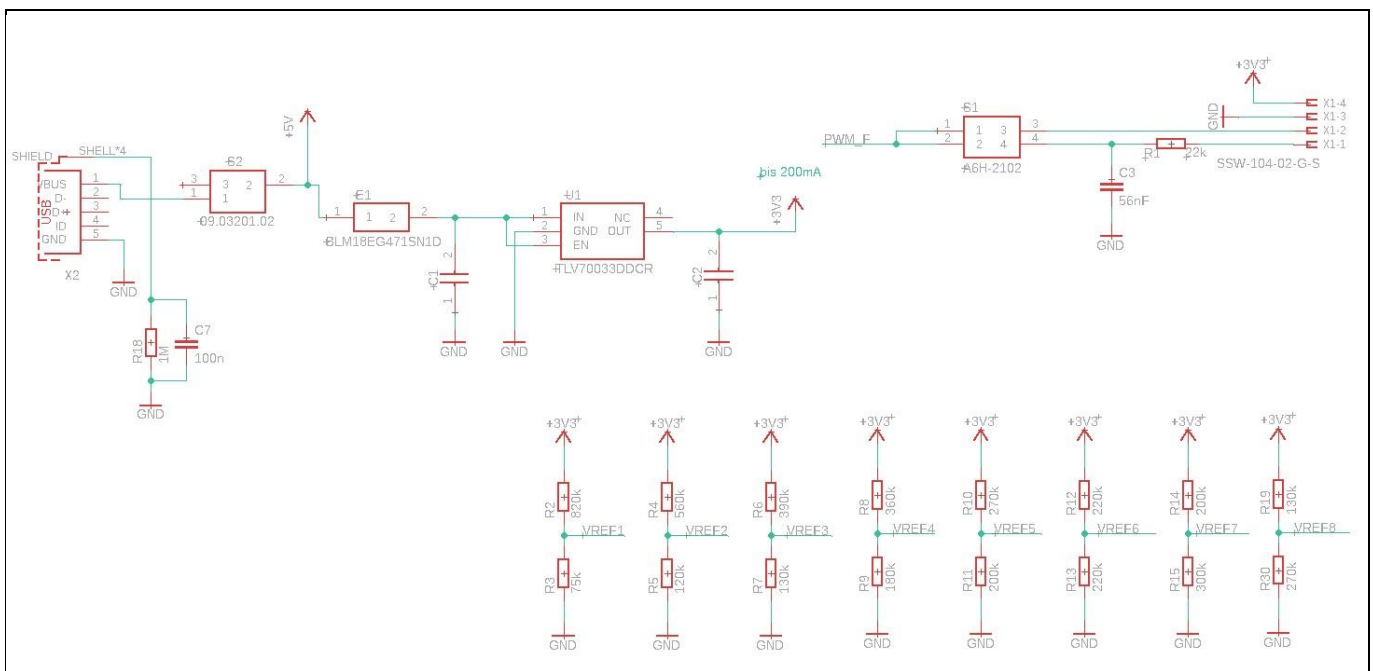 SHIELD
SHELL*4
VBUS 1
D- 2
D+ 3
ID 4
GND 5
USB
X2
GND
R18
1M
C7
100n
GND
S2
3 3 2 2
1 1
09.03201.02
+5V
1 1 2 2
BLM18EG471SN1D
C1
2
1
GND
GND
U1
1 IN NC 4
2 GND OUT 5
3 EN
TLV70033DDCR
C2
2
1
GND
bis 200mA
+3V3
PWM_F
S1
1 1 3 3
2 2 4 4
A6H-2102
C3
56nF
GND
R1
22k
+3V3
GND
X1-4
X1-3
X1-2
X1-1
SSW-104-02-G-S
+3V3 +3V3 +3V3 +3V3 +3V3 +3V3 +3V3 +3V3
R2 820k
R4 560k
R6 390k
R8 360k
R10 270k
R12 220k
R14 200k
R19 130k
VREF1 VREF2 VREF3 VREF4 VREF5 VREF6 VREF7 VREF8
R3 75k
R5 120k
R7 130k
R9 180k
R11 200k
R13 220k
R15 300k
R30 270k
GND GND GND GND GND GND GND GND